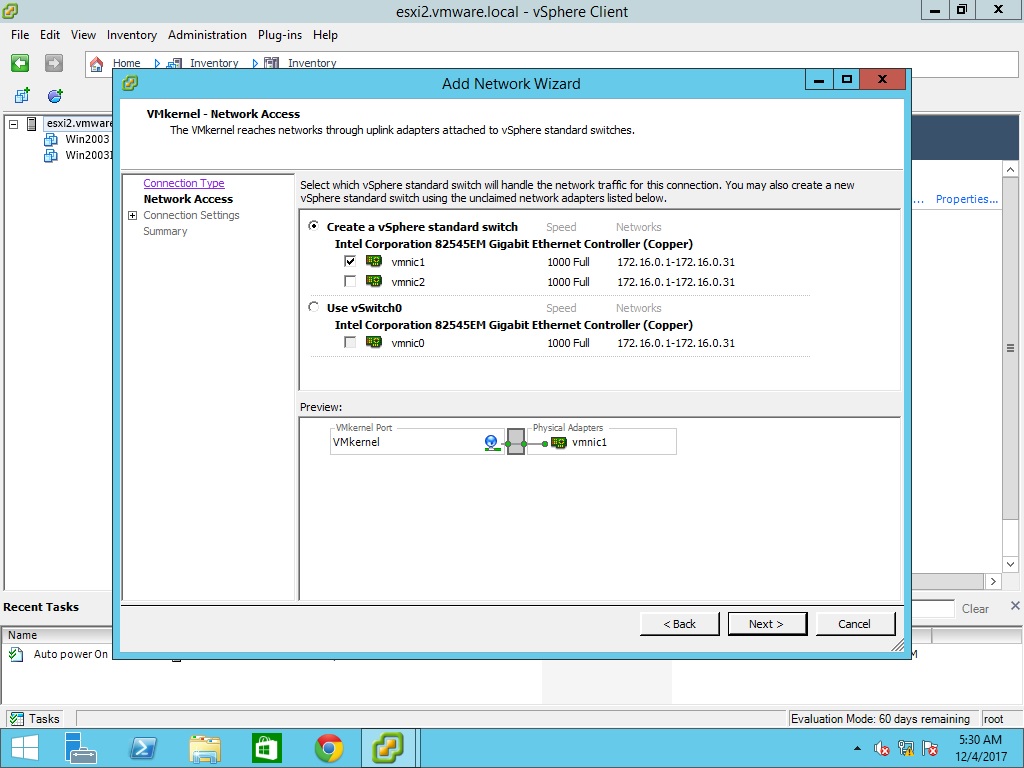 esxi2.vmware.local - vSphere Client
File Edit View Inventory Administration Plug-ins Help
Home Inventory Inventory
Add Network Wizard
VMkernel - Network Access
The VMkernel reaches networks through uplink adapters attached to vSphere standard switches.
esxi2.vmware
Win2003
Win2003
Connection Type
Network Access
Connection Settings
Summary
Select which vSphere standard switch will handle the network traffic for this connection. You may also create a new
vSphere standard switch using the unclaimed network adapters listed below.
... Properties...
Create a vSphere standard switch Speed Networks
Intel Corporation 82545EM Gigabit Ethernet Controller (Copper)
vmnic1 1000 Full 172.16.0.1-172.16.0.31
vmnic2 1000 Full 172.16.0.1-172.16.0.31
Use vSwitch0 Speed Networks
Intel Corporation 82545EM Gigabit Ethernet Controller (Copper)
vmnic0 1000 Full 172.16.0.1-172.16.0.31
Preview:
VMkernel Port Physical Adapters
VMkernel vmnic1
< Back Next > Cancel
Recent Tasks
Clear
Name
Auto power On
M
Tasks Evaluation Mode: 60 days remaining root
5:30 AM
12/4/2017